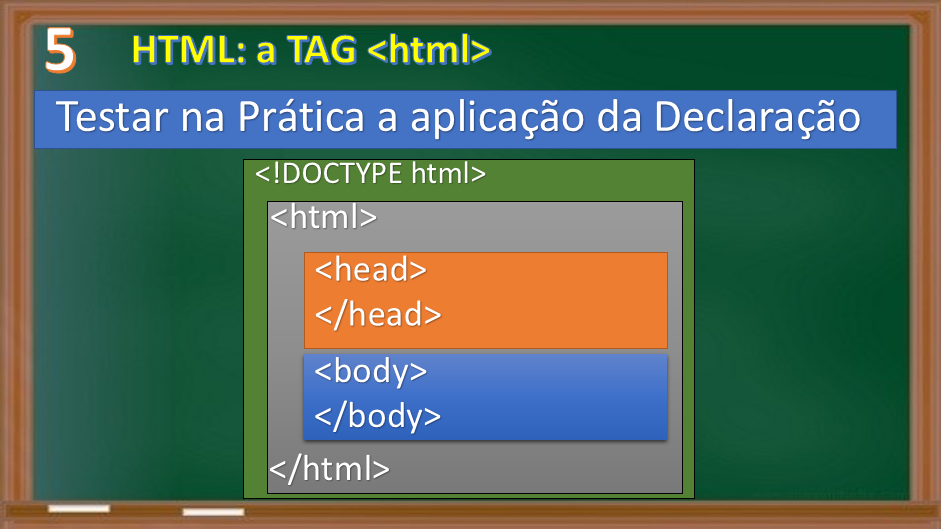 5
HTML: a TAG <html>
Testar na Prática a aplicação da Declaração
<!DOCTYPE html>
<html>
<head>
</head>
<body>
</body>
</html>